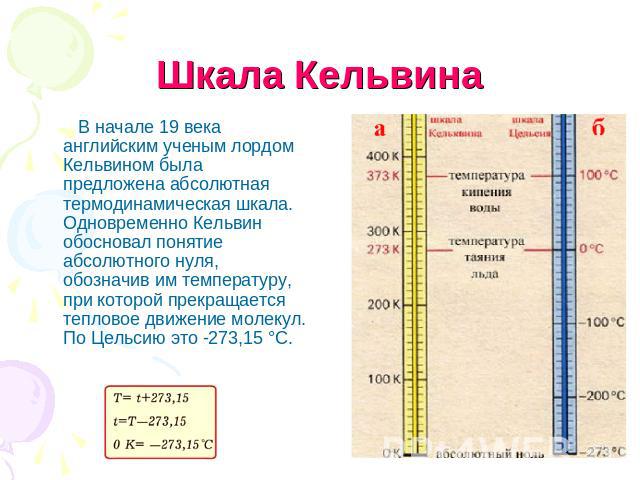 Шкала Кельвина
В начале 19 века
английским ученым лордом
Кельвином была
предложена абсолютная
термодинамическая шкала.
Одновременно Кельвин
обосновал понятие
абсолютного нуля,
обозначив им температуру,
при которой прекращается
тепловое движение молекул.
По Цельсию это -273,15 °С.
T= t+273,15
t=T—273,15
0 K= —273,15°C
а
шкала
Кельквина
шкала
Цельсия
б
400 K
373 K
температура
кипения
воды
100°C
300 K
273 K
температура
таяния
льда
0°C
200 K
—100°C
100 K
—200°C
0 K
абсолютный ноль
—273°C